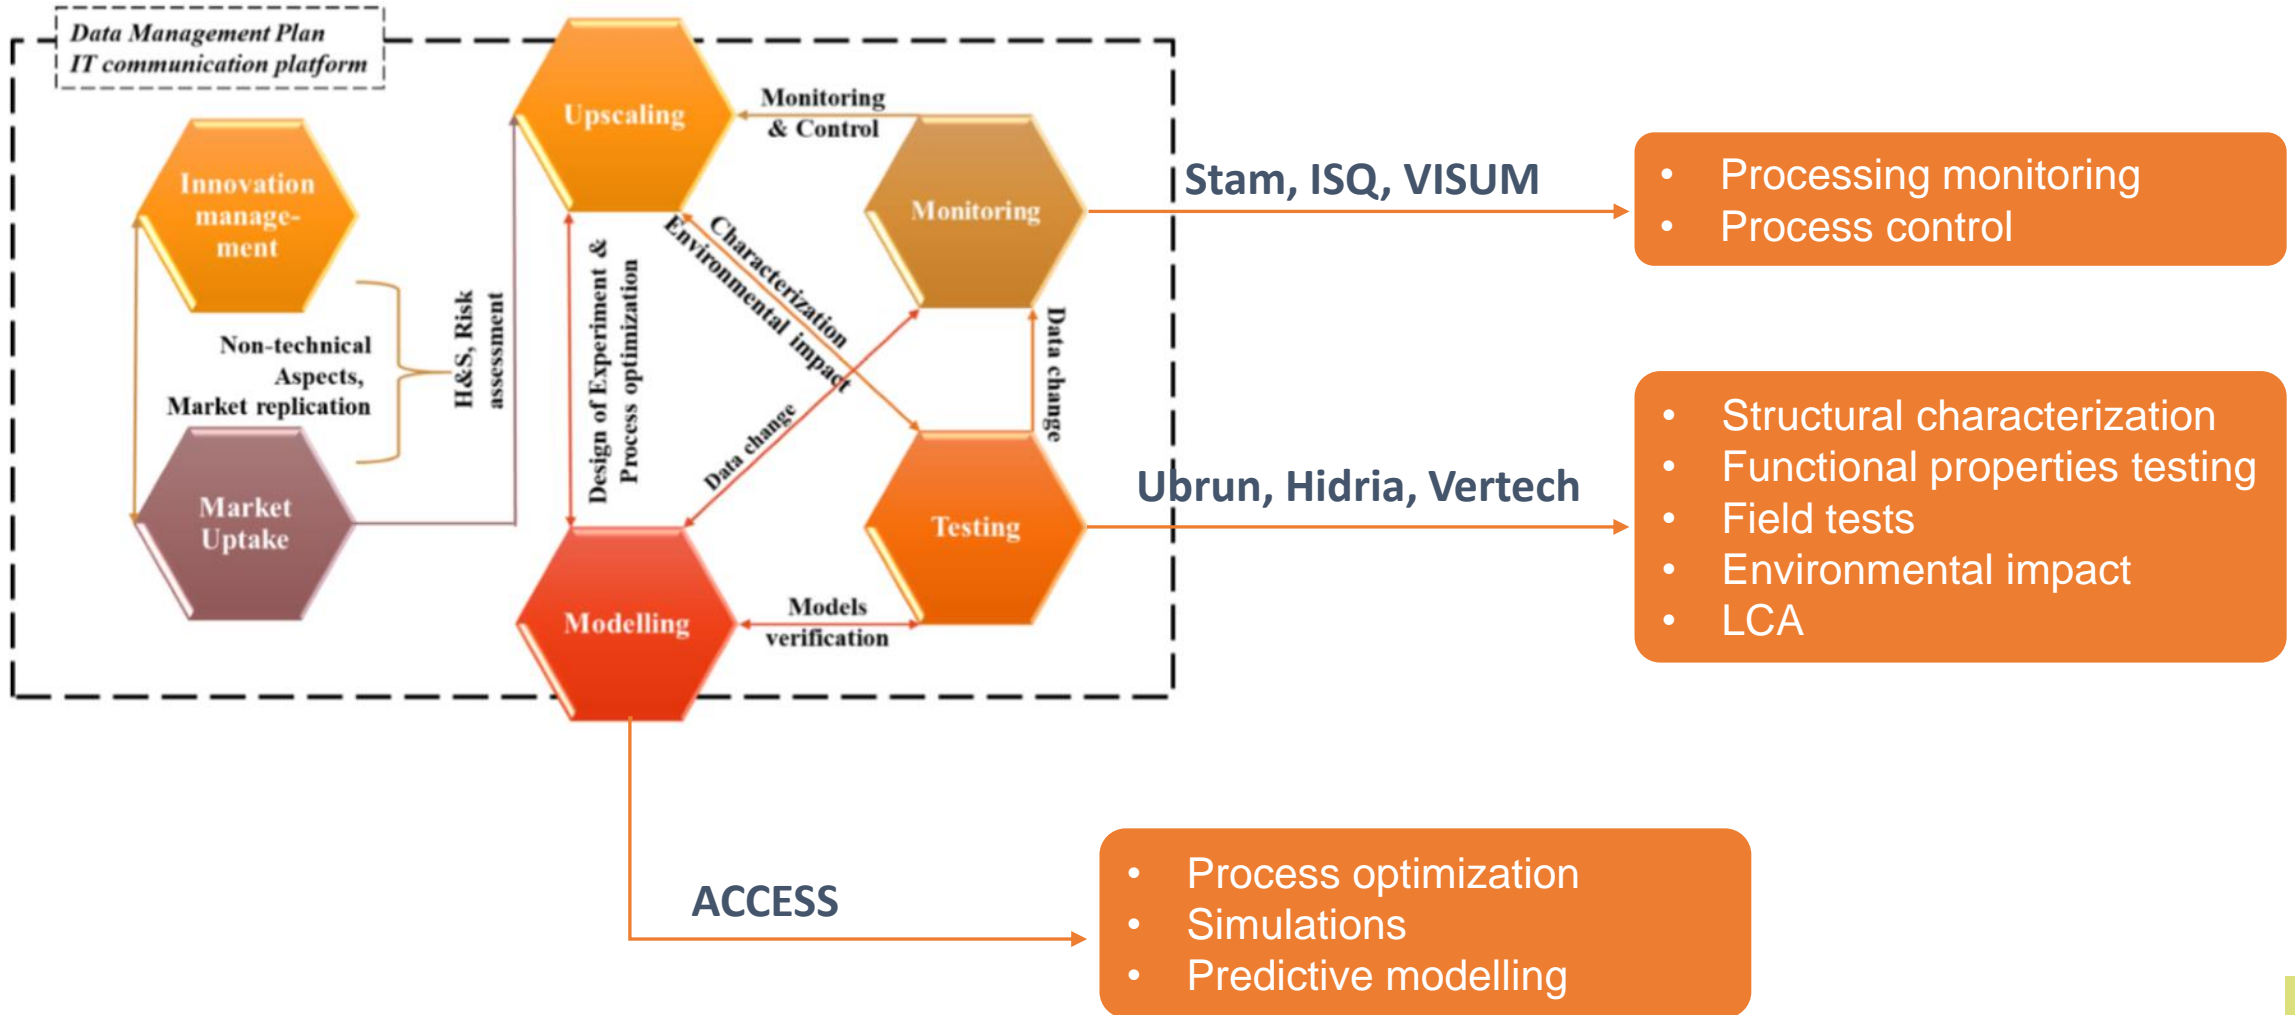 Data Management Plan
IT communication platform
Upscaling
Monitoring
& Control
Innovation
manage-
ment
Monitoring
Stam, ISQ, VISUM
• Processing monitoring
• Process control
Characterization
Environmental impact
Design of Experiment &
Process optimization
H&S, Risk
assessment
Non-technical
Aspects,
Market replication
Data change
Data change
Market
Uptake
Testing
Ubrun, Hidria, Vertech
• Structural characterization
• Functional properties testing
• Field tests
• Environmental impact
• LCA
Modelling
Models
verification
ACCESS
• Process optimization
• Simulations
• Predictive modelling